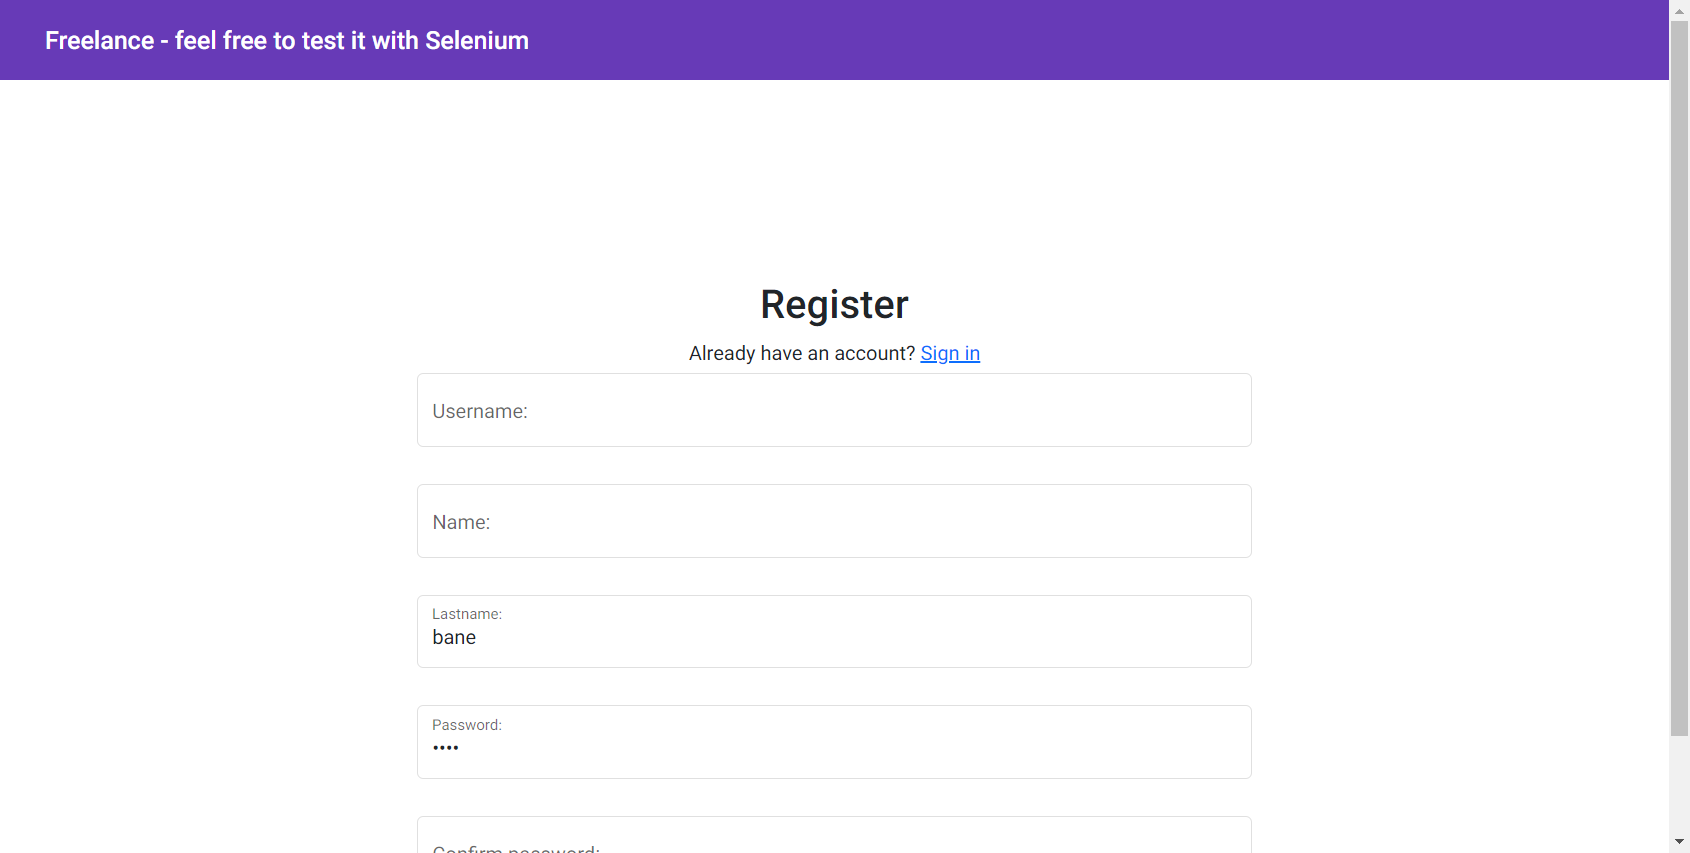 Freelance - feel free to test it with Selenium
Register
Already have an account? Sign in
Username:
Name:
Lastname:
bane
Password:
••••
Confirm password: